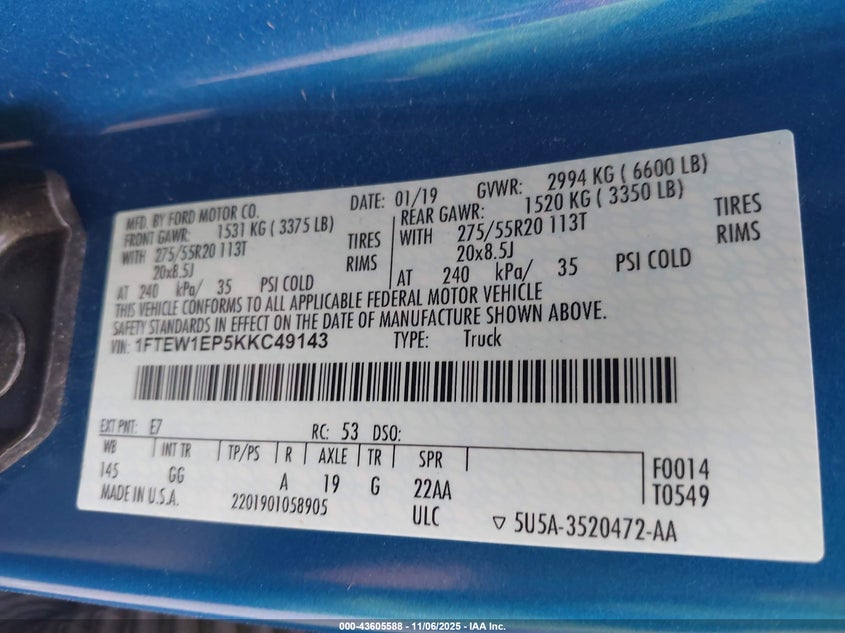 MFD. BY FORD MOTOR CO.
DATE: 01/19 GVWR: 2994 KG ( 6600 LB)
FRONT GAWR: 1531 KG ( 3375 LB)
WITH 275/55R20 113T TIRES
20x8.5J RIMS
AT 240 kPa/ 35 PSI COLD
REAR GAWR: 1520 KG ( 3350 LB)
WITH 275/55R20 113T TIRES
20x8.5J RIMS
AT 240 kPa/ 35 PSI COLD
THIS VEHICLE CONFORMS TO ALL APPLICABLE FEDERAL MOTOR VEHICLE
SAFETY STANDARDS IN EFFECT ON THE DATE OF MANUFACTURE SHOWN ABOVE.
VIN: 1FTEW1EP5KKC49143 TYPE: Truck
EXT PNT: E7 RC: 53 DSO:
WB INT TR TP/PS R AXLE TR SPR
145 GG A 19 G 22AA
F0014
T0549
MADE IN U.S.A. 2201901058905 ULC ▽ 5U5A-3520472-AA
000-43605588 - 11/06/2025 - IAA Inc.